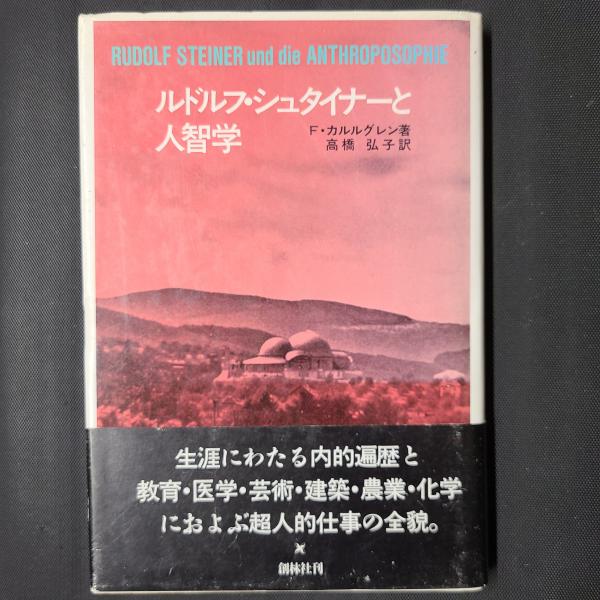 RUDOLF STEINER und die ANTHROPOSOPHIE
ルドルフ・シュタイナーと
人智学
F・カルルグレン著
高橋 弘子訳
生涯にわたる内的遍歴と
教育・医学・芸術・建築・農業・化学
におよぶ超人的仕事の全貌。
創林社刊